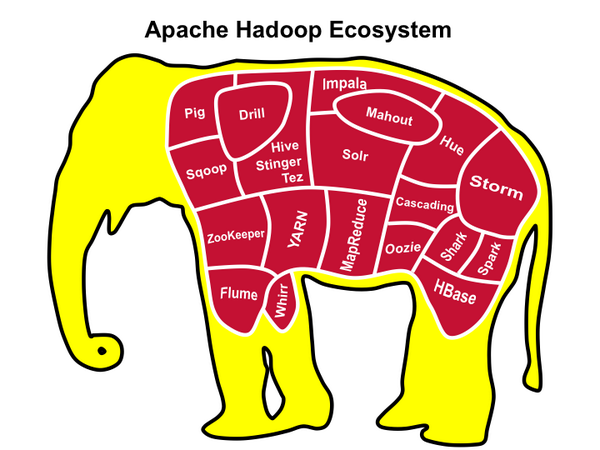 Apache Hadoop Ecosystem
Impala
Pig
Drill
Mahout
Hive
Stinger
Tez
Solr
Hue
Sqoop
Storm
Cascading
ZooKeeper
YARN
MapReduce
Oozie
Shark
Spark
Flume
Whirr
HBase